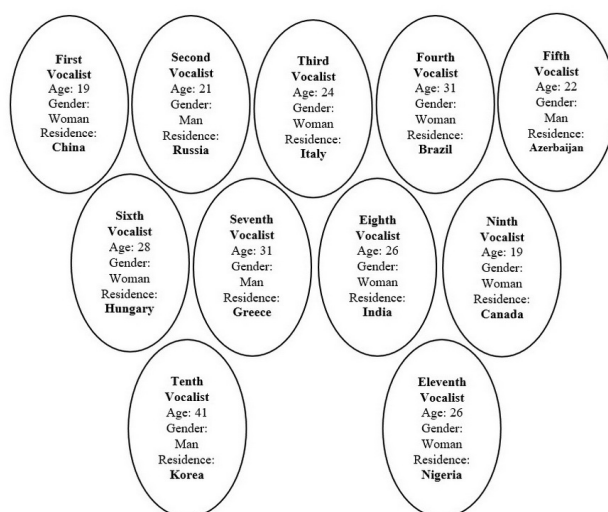 First
Vocalist
Age: 19
Gender:
Woman
Residence:
China
Second
Vocalist
Age: 21
Gender:
Man
Residence:
Russia
Third
Vocalist
Age: 24
Gender:
Woman
Residence:
Italy
Fourth
Vocalist
Age: 31
Gender:
Woman
Residence:
Brazil
Fifth
Vocalist
Age: 22
Gender:
Man
Residence:
Azerbaijan
Sixth
Vocalist
Age: 28
Gender:
Woman
Residence:
Hungary
Seventh
Vocalist
Age: 31
Gender:
Man
Residence:
Greece
Eighth
Vocalist
Age: 26
Gender:
Woman
Residence:
India
Ninth
Vocalist
Age: 19
Gender:
Woman
Residence:
Canada
Tenth
Vocalist
Age: 41
Gender:
Man
Residence:
Korea
Eleventh
Vocalist
Age: 26
Gender:
Woman
Residence:
Nigeria